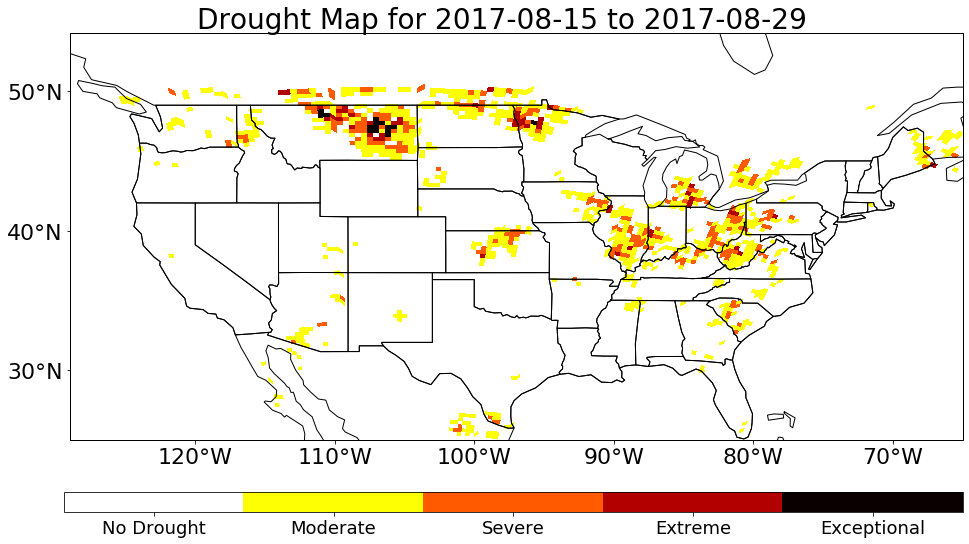 Drought Map for 2017-08-15 to 2017-08-29
50°N
40°N
30°N
120°W 110°W 100°W 90°W 80°W 70°W
No Drought Moderate Severe Extreme Exceptional